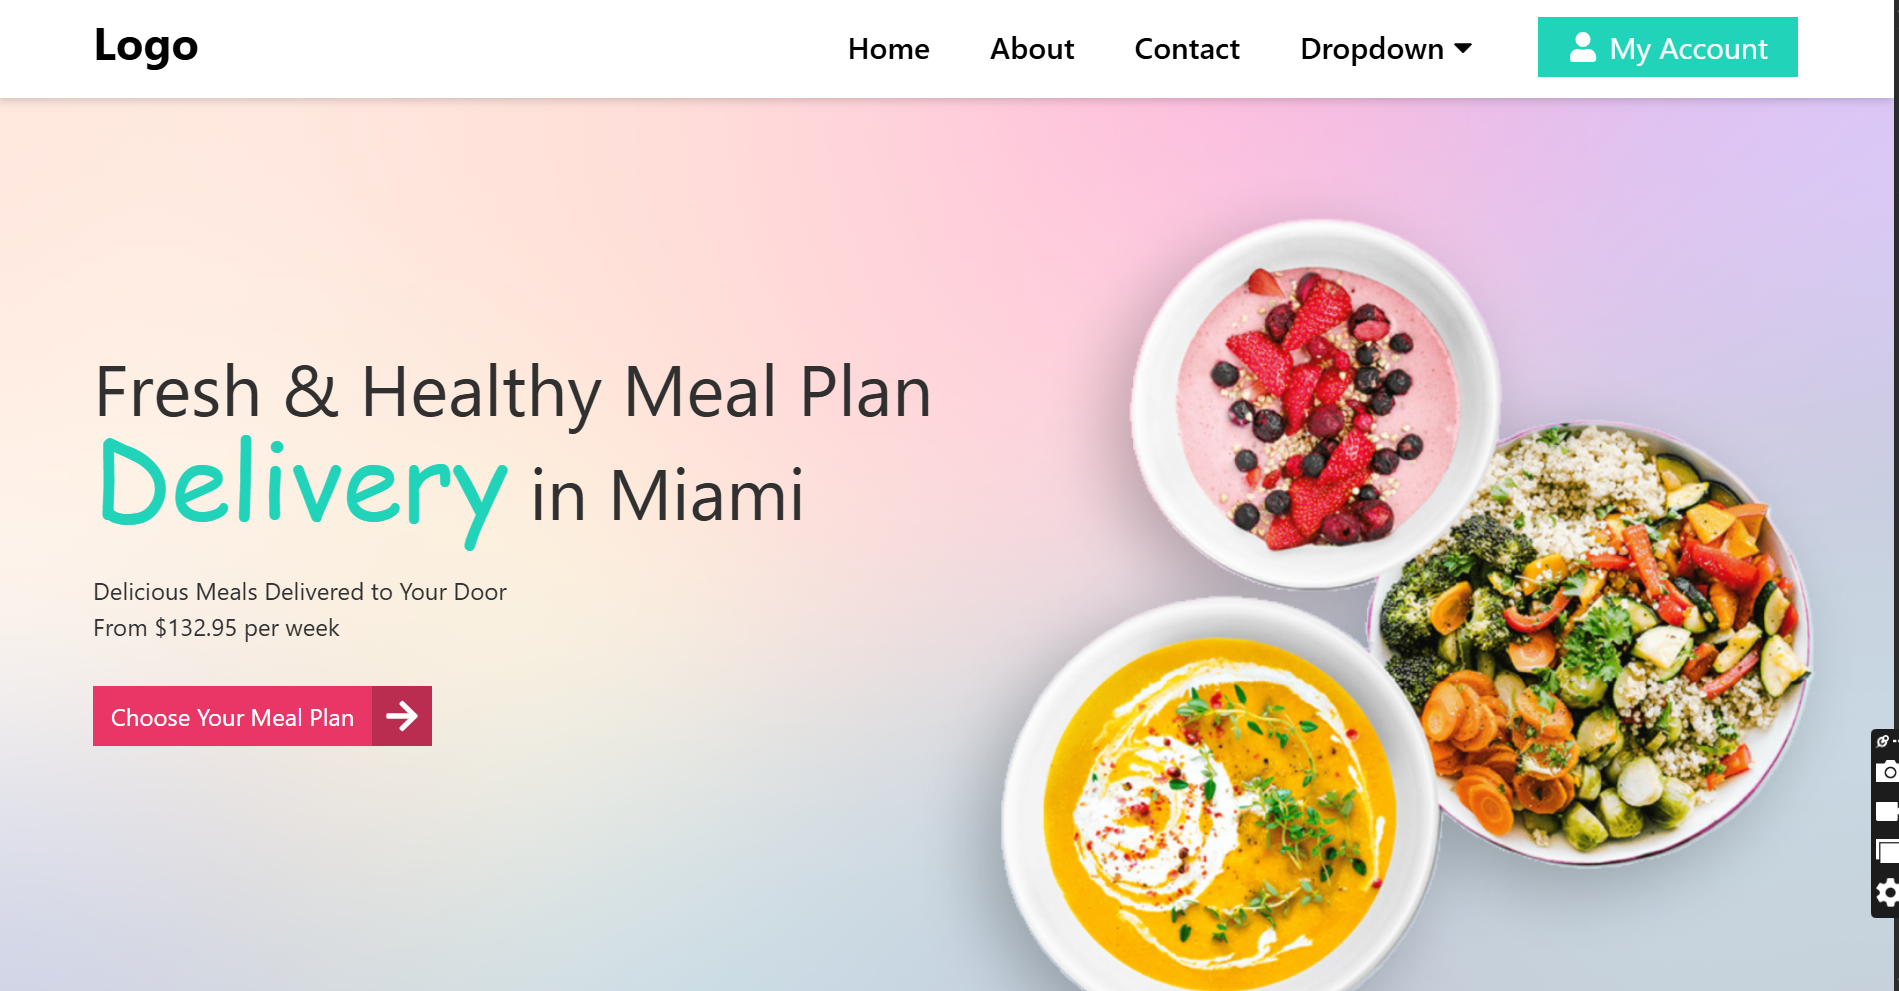 Logo
Home
About
Contact
Dropdown
My Account
Fresh & Healthy Meal Plan
Delivery in Miami
Delicious Meals Delivered to Your Door
From $132.95 per week
Choose Your Meal Plan